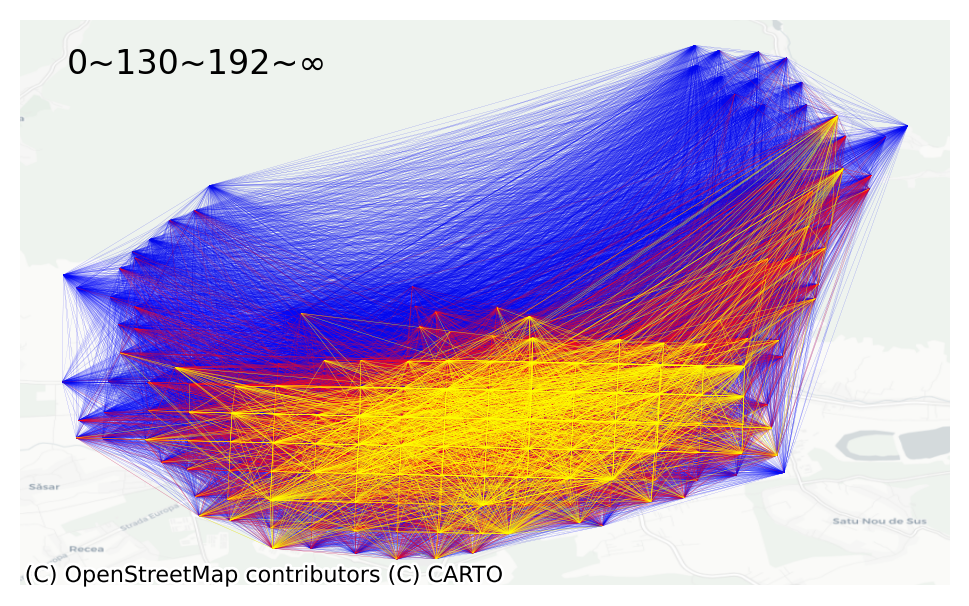 0~130~192~∞
Săsar
Strada Europa
Recea
Satu Nou de Sus
(C) OpenStreetMap contributors (C) CARTO